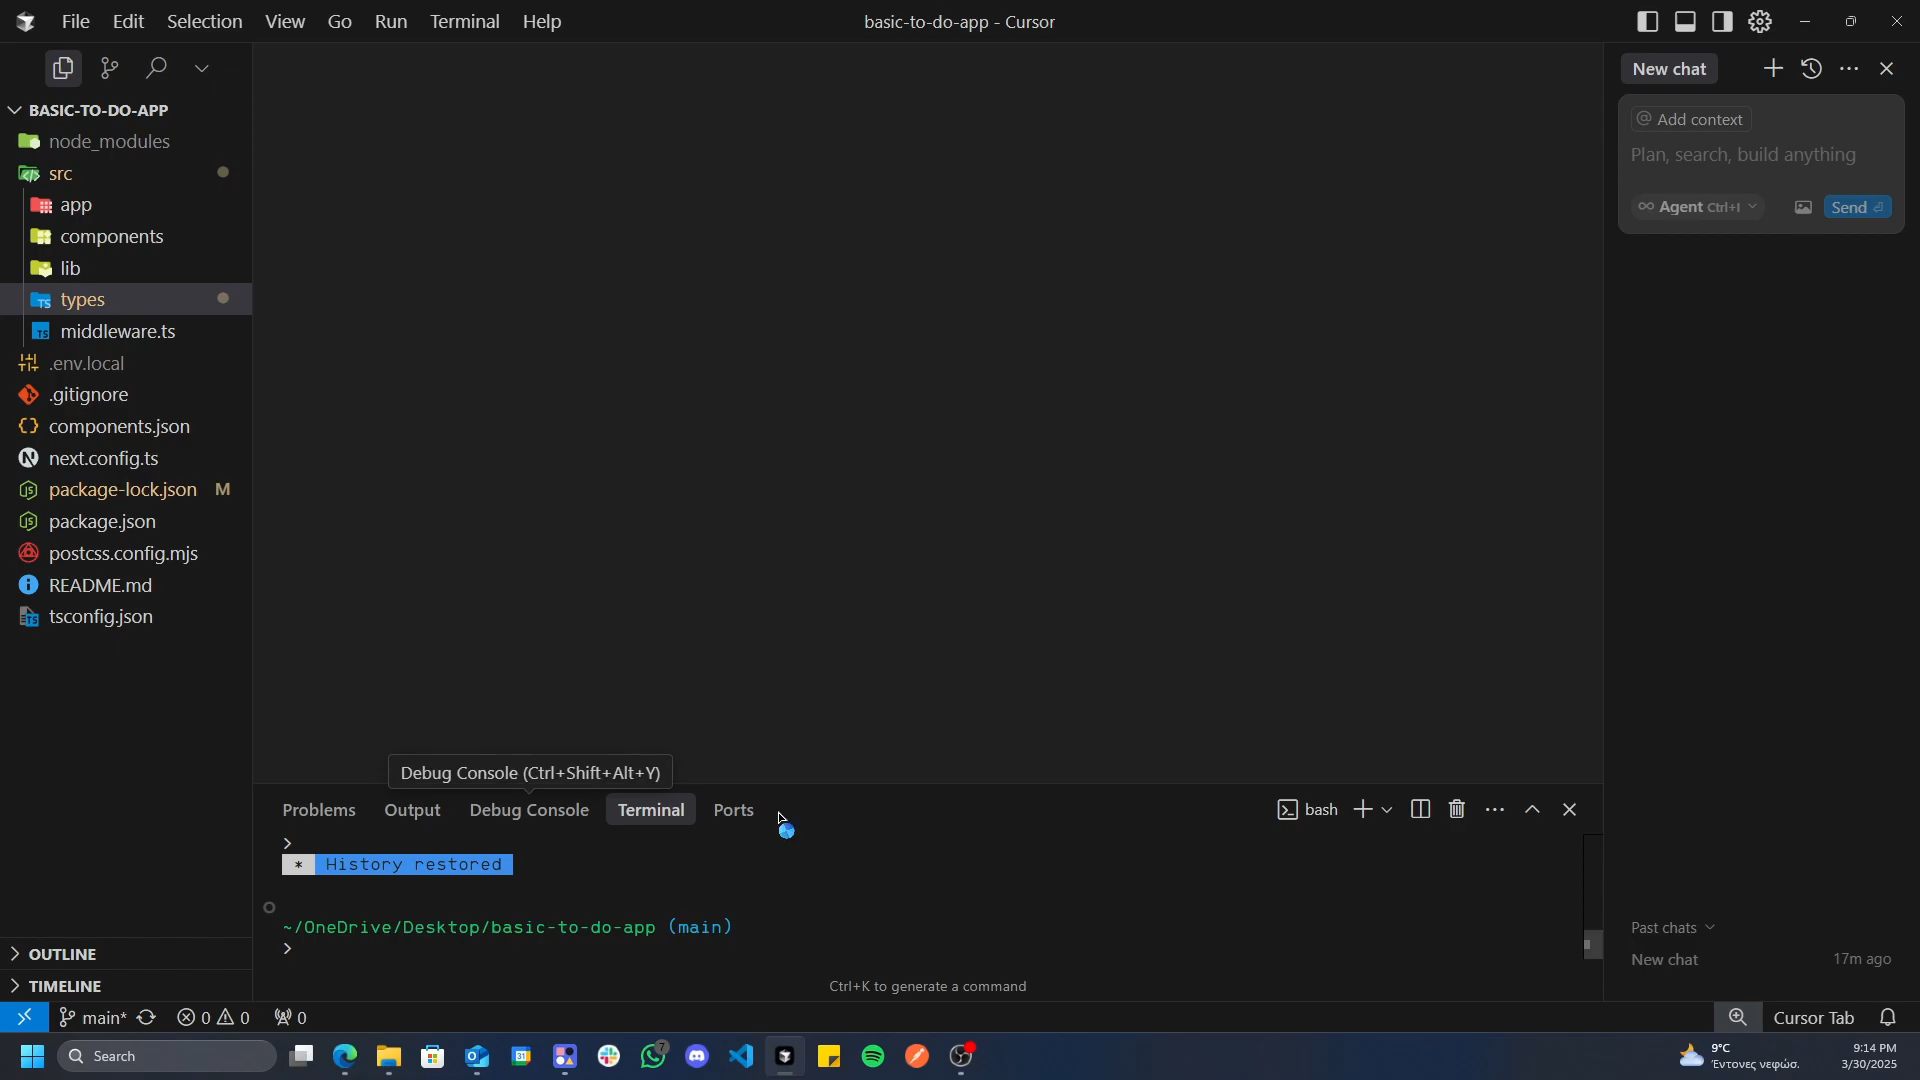 File Edit Selection View Go Run Terminal Help
basic-to-do-app - Cursor
BASIC-TO-DO-APP
node_modules
src
app
components
lib
types
middleware.ts
.env.local
.gitignore
components.json
next.config.ts
package-lock.json M
package.json
postcss.config.mjs
README.md
tsconfig.json
OUTLINE
TIMELINE
Debug Console (Ctrl+Shift+Alt+Y)
Problems Output Debug Console Terminal Ports
bash
>
* History restored
~/OneDrive/Desktop/basic-to-do-app (main)
>
Ctrl+K to generate a command
New chat
@ Add context
Plan, search, build anything
∞ Agent Ctrl+I
Send ⏎
Past chats
New chat 17m ago
main* 0 0 0
Cursor Tab
Search
7
9°C
Έντονες νεφώσ.
9:14 PM
3/30/2025